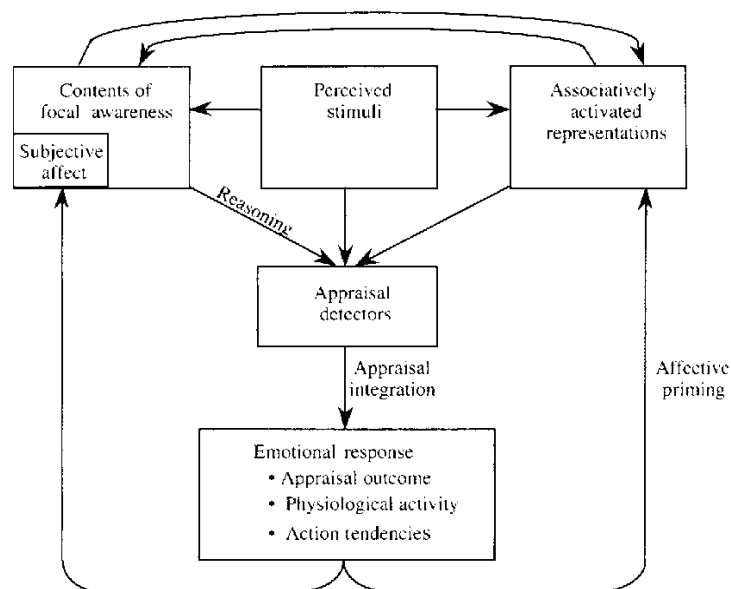 Contents of
focal awareness
Subjective
affect
Perceived
stimuli
Associatively
activated
representations
Reasoning
Appraisal
detectors
Appraisal
integration
Affective
priming
Emotional response
• Appraisal outcome
• Physiological activity
• Action tendencies